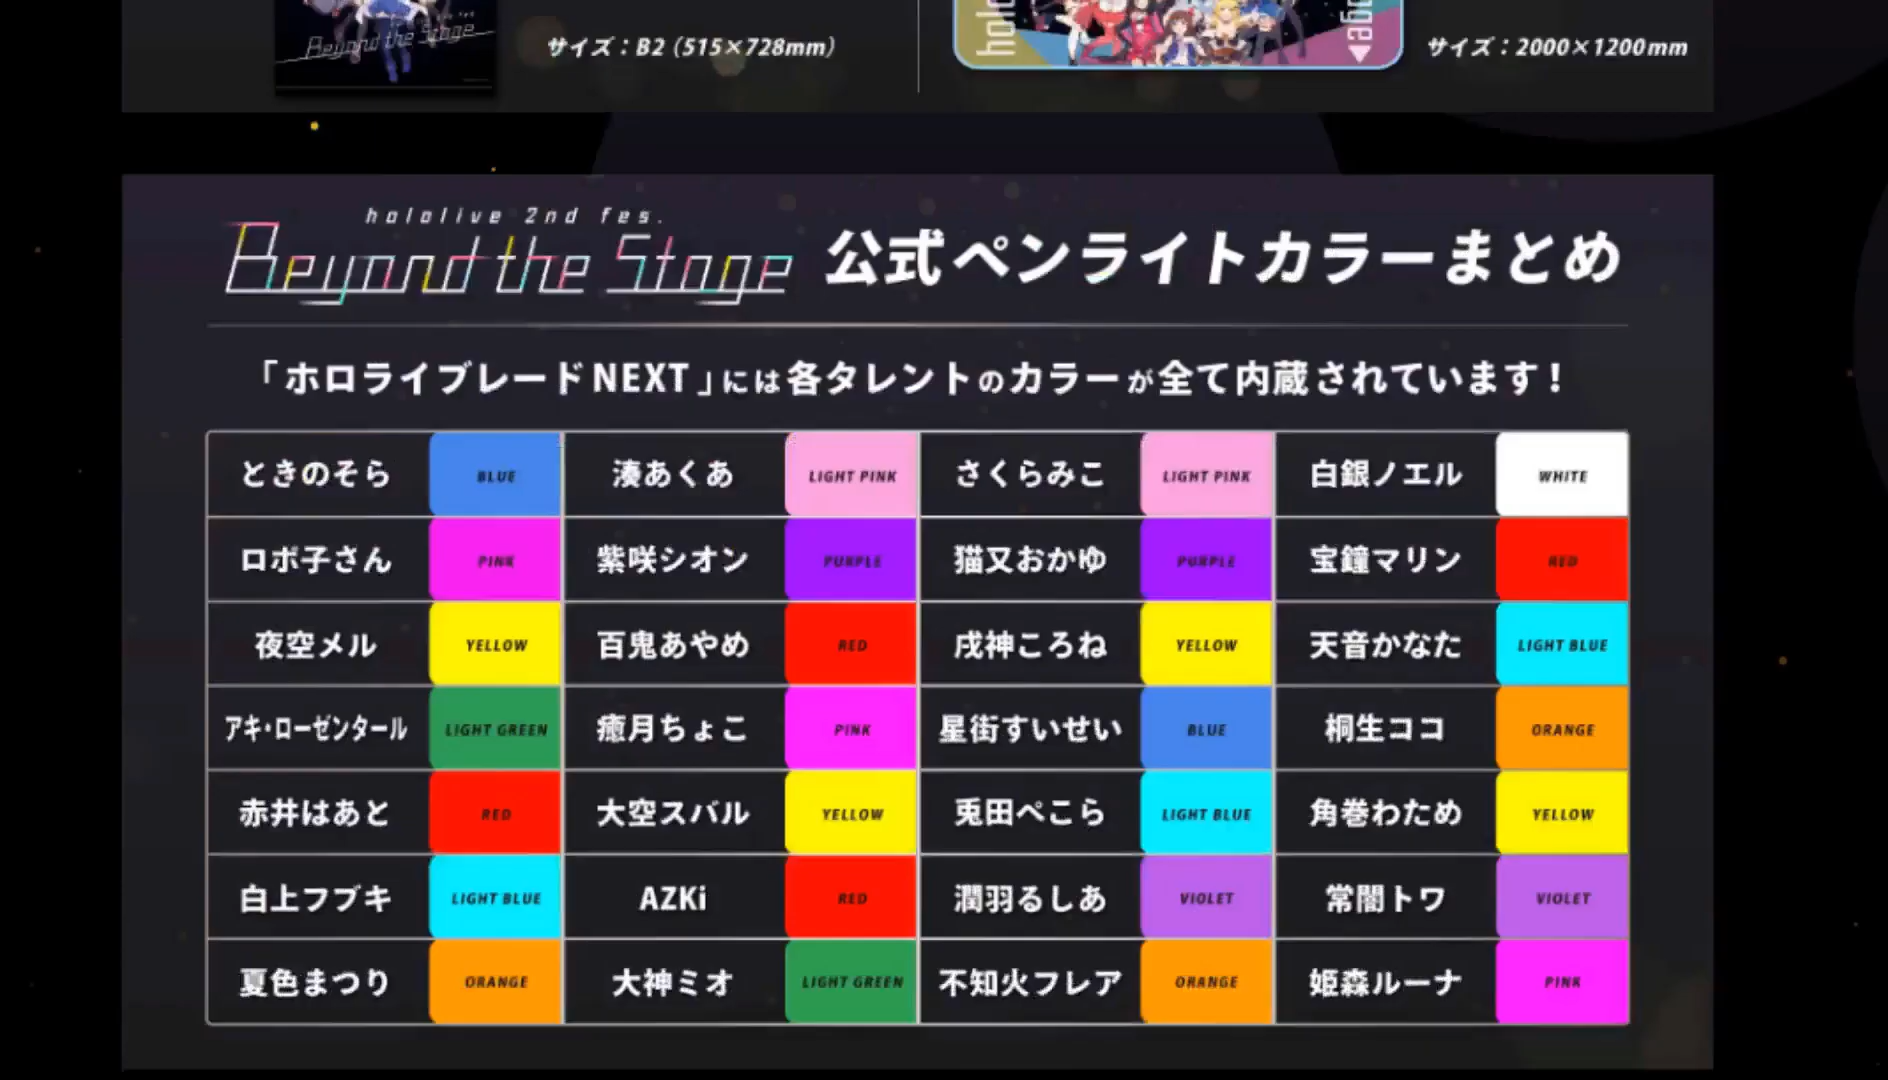 Beyond the Stage
サイズ：B2（515×728mm）
サイズ：2000×1200mm
hololive 2nd fes.
Beyond the Stage 公式ペンライトカラーまとめ
「ホロライブレードNEXT」には各タレントのカラーが全て内蔵されています！
ときのそら BLUE 湊あくあ LIGHT PINK さくらみこ LIGHT PINK 白銀ノエル WHITE
ロボ子さん PINK 紫咲シオン PURPLE 猫又おかゆ PURPLE 宝鐘マリン RED
夜空メル YELLOW 百鬼あやめ RED 戌神ころね YELLOW 天音かなた LIGHT BLUE
アキ・ローゼンタール LIGHT GREEN 癒月ちょこ PINK 星街すいせい BLUE 桐生ココ ORANGE
赤井はあと RED 大空スバル YELLOW 兎田ぺこら LIGHT BLUE 角巻わため YELLOW
白上フブキ LIGHT BLUE AZKi RED 潤羽るしあ VIOLET 常闇トワ VIOLET
夏色まつり ORANGE 大神ミオ LIGHT GREEN 不知火フレア ORANGE 姫森ルーナ PINK